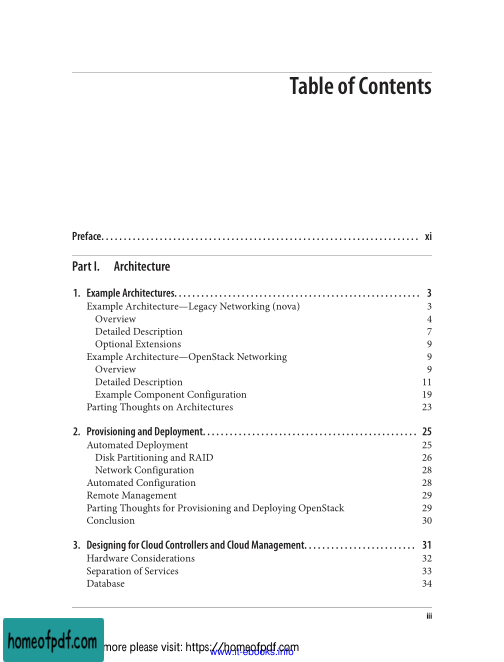 Table of Contents
Preface. . . . . . . . . . . . . . . . . . . . . . . . . . . . . . . . . . . . . . . . . . . . . . . . . . . . . . . . . . . . . . . . . . . . . . . xi
Part I. Architecture
1. Example Architectures. . . . . . . . . . . . . . . . . . . . . . . . . . . . . . . . . . . . . . . . . . . . . . . . . . . . . . . 3
Example Architecture—Legacy Networking (nova) 3
Overview 4
Detailed Description 7
Optional Extensions 9
Example Architecture—OpenStack Networking 9
Overview 9
Detailed Description 11
Example Component Configuration 19
Parting Thoughts on Architectures 23
2. Provisioning and Deployment. . . . . . . . . . . . . . . . . . . . . . . . . . . . . . . . . . . . . . . . . . . . . . . . 25
Automated Deployment 25
Disk Partitioning and RAID 26
Network Configuration 28
Automated Configuration 28
Remote Management 29
Parting Thoughts for Provisioning and Deploying OpenStack 29
Conclusion 30
3. Designing for Cloud Controllers and Cloud Management. . . . . . . . . . . . . . . . . . . . . . . . . 31
Hardware Considerations 32
Separation of Services 33
Database 34
iii
homeofpdf.com
more please visit: https://homeofpdf.com
www.it-ebooks.info